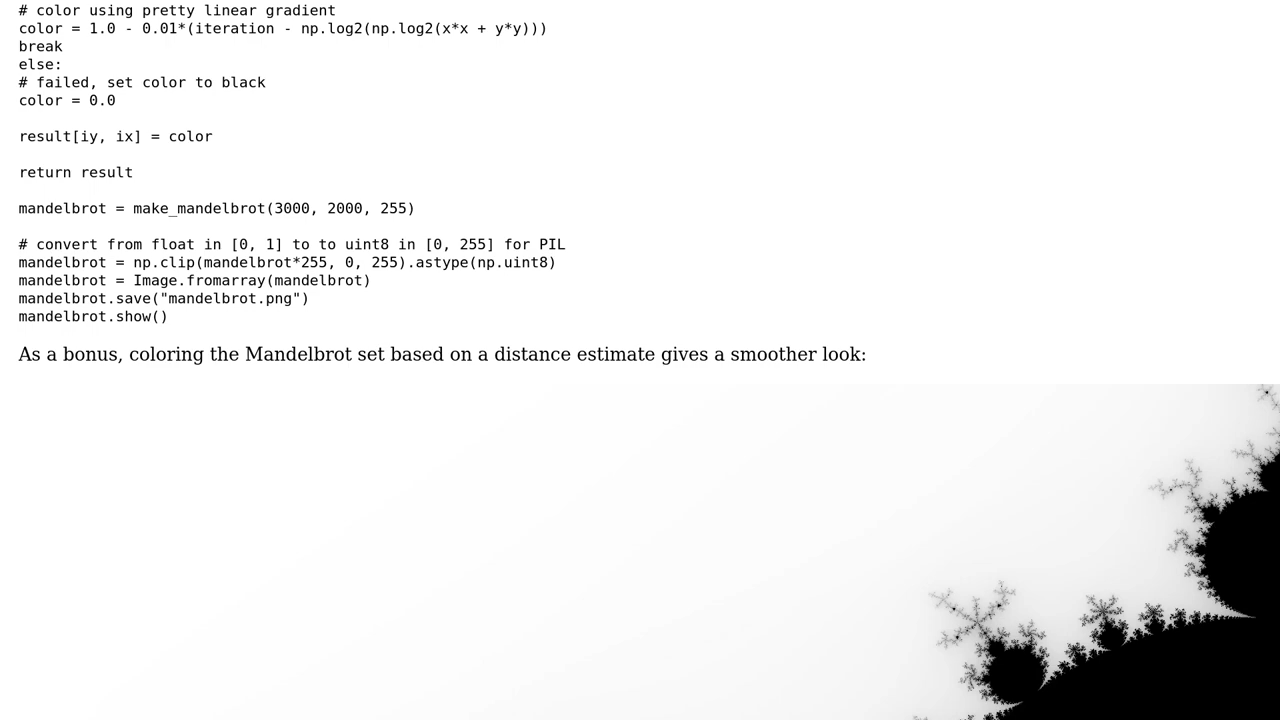 # color using pretty linear gradient
color = 1.0 - 0.01*(iteration - np.log2(np.log2(x*x + y*y)))
break
else:
# failed, set color to black
color = 0.0
result[iy, ix] = color
return result
mandelbrot = make_mandelbrot(3000, 2000, 255)
# convert from float in [0, 1] to to uint8 in [0, 255] for PIL
mandelbrot = np.clip(mandelbrot*255, 0, 255).astype(np.uint8)
mandelbrot = Image.fromarray(mandelbrot)
mandelbrot.save("mandelbrot.png")
mandelbrot.show()
As a bonus, coloring the Mandelbrot set based on a distance estimate gives a smoother look: